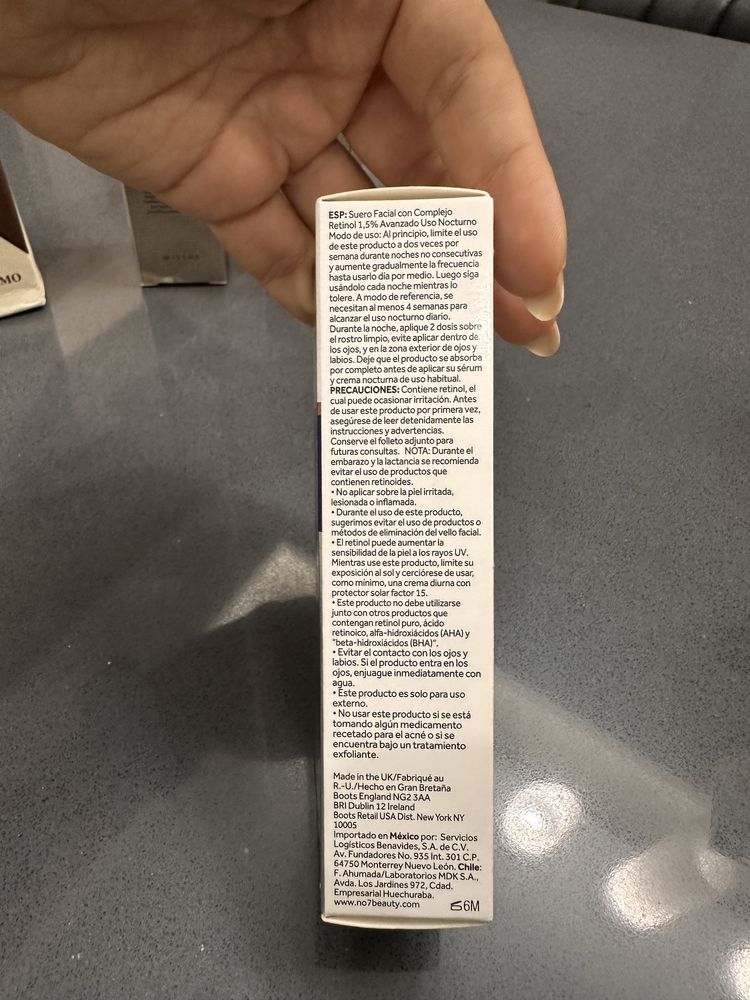 ESP: Suero Facial con Complejo
Retinol 1,5% Avanzado Uso Nocturno
Modo de uso: Al principio, limite el uso
de este producto a dos veces por
semana durante noches no consecutivas
y aumente gradualmente la frecuencia
hasta usarlo día por medio. Luego siga
usándolo cada noche mientras lo
tolere. A modo de referencia, se
necesitan al menos 4 semanas para
alcanzar el uso nocturno diario.
Durante la noche, aplique 2 dosis sobre
el rostro limpio, evite aplicar dentro de
los ojos, y en la zona exterior de ojos y
labios. Deje que el producto se absorba
por completo antes de aplicar su sérum
y crema nocturna de uso habitual.
PRECAUCIONES: Contiene retinol, el
cual puede ocasionar irritación. Antes
de usar este producto por primera vez,
asegúrese de leer detenidamente las
instrucciones y advertencias.
Conserve el folleto adjunto para
futuras consultas. NOTA: Durante el
embarazo y la lactancia se recomienda
evitar el uso de productos que
contienen retinoides.
• No aplicar sobre la piel irritada,
lesionada o inflamada.
• Durante el uso de este producto,
sugerimos evitar el uso de productos o
métodos de eliminación del vello facial.
• El retinol puede aumentar la
sensibilidad de la piel a los rayos UV.
Mientras use este producto, limite su
exposición al sol y cerciórese de usar,
como mínimo, una crema diurna con
protector solar factor 15.
• Este producto no debe utilizarse
junto con otros productos que
contengan retinol puro, ácido
retinoico, alfa-hidroxiácidos (AHA) y
"beta-hidroxiácidos (BHA)".
• Evitar el contacto con los ojos y
labios. Si el producto entra en los
ojos, enjuague inmediatamente con
agua.
• Este producto es solo para uso
externo.
• No usar este producto si se está
tomando algún medicamento
recetado para el acné o si se
encuentra bajo un tratamiento
exfoliante.
Made in the UK/Fabriqué au
R.-U./Hecho en Gran Bretaña
Boots England NG2 3AA
BRI Dublin 12 Ireland
Boots Retail USA Dist. New York NY
10005
Importado en México por: Servicios
Logísticos Benavides, S.A. de C.V.
Av. Fundadores No. 935 Int. 301 C.P.
64750 Monterrey Nuevo León. Chile:
F. Ahumada/Laboratorios MDK S.A.,
Avda. Los Jardines 972, Cdad.
Empresarial Huechuraba.
www.no7beauty.com 6M
MO